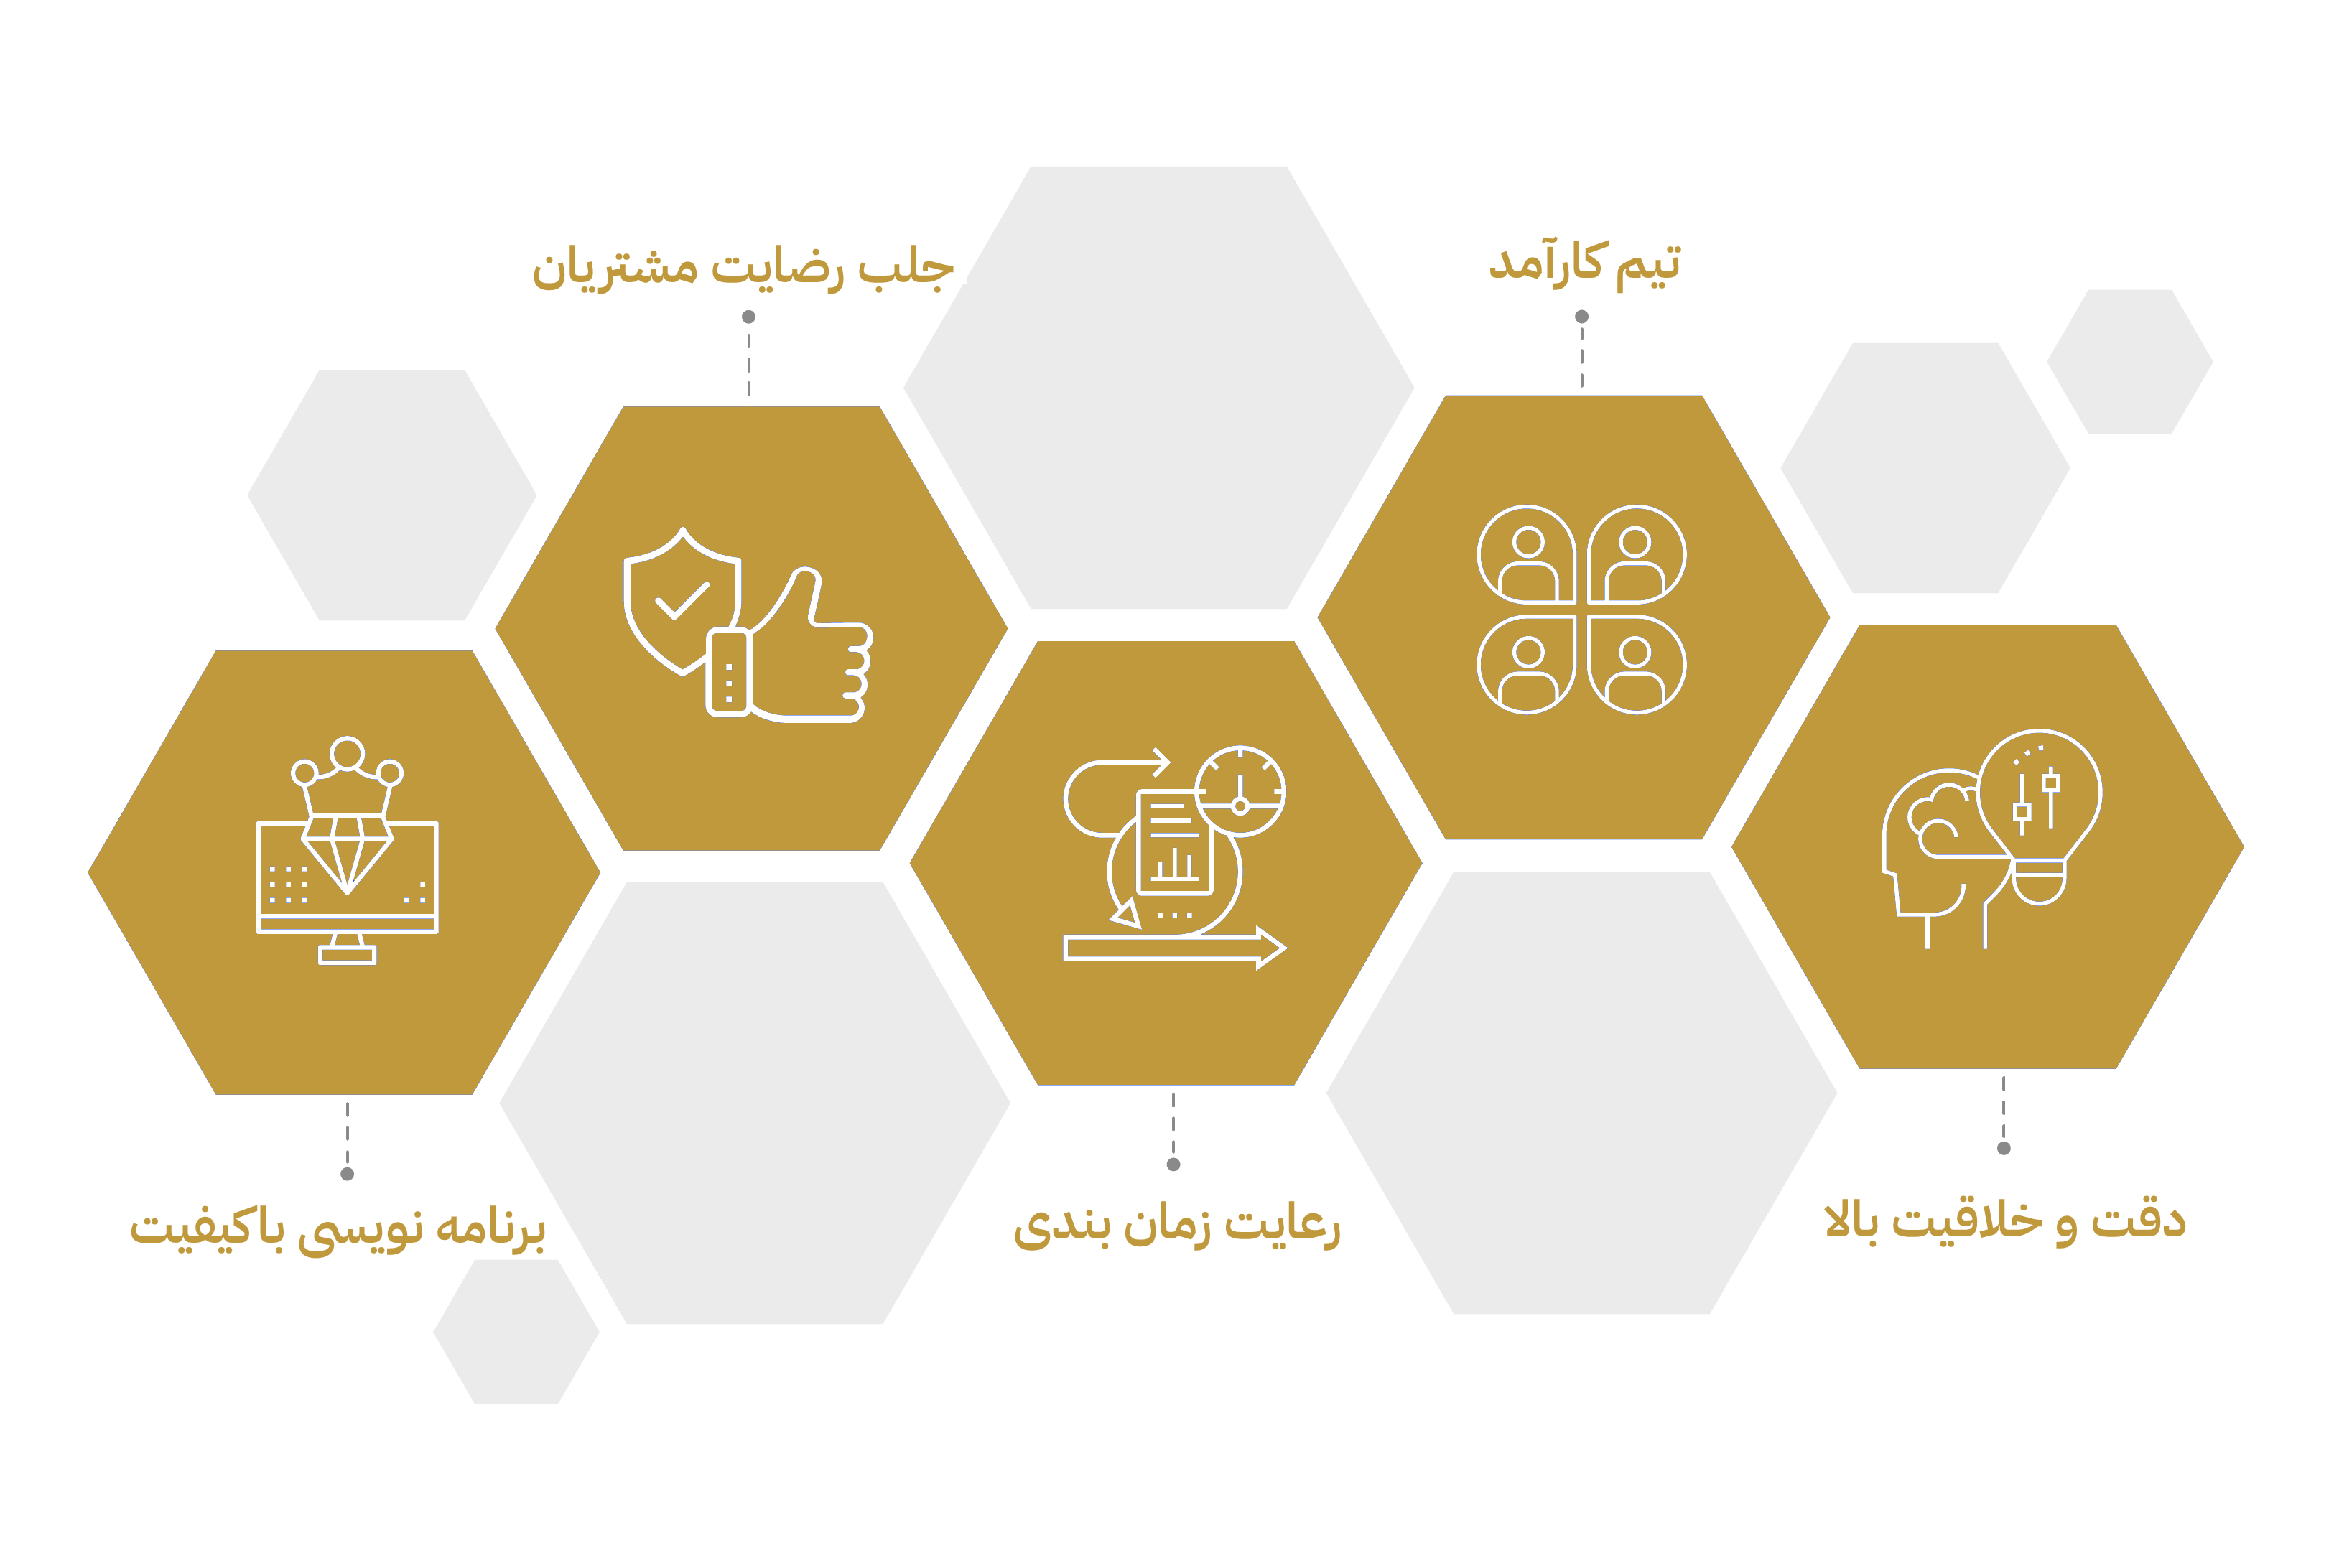 تیم کارآمد
جلب رضایت مشتریان
دقت و خلاقیت بالا
رعایت زمان بندی
برنامه نویسی باکیفیت